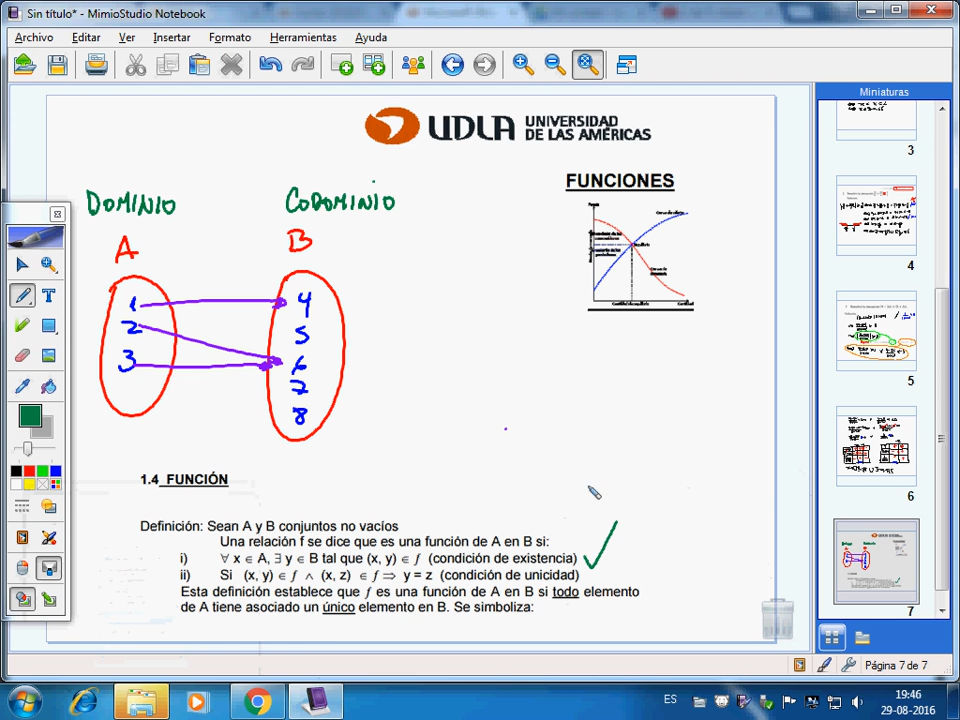 Sin título* - MimioStudio Notebook
Archivo Editar Ver Insertar Formato Herramientas Ayuda
Miniaturas
UDLA UNIVERSIDAD
DE LAS AMÉRICAS
FUNCIONES
DOMINIO CODOMINIO
A B
1 4
2 5
3 6
7
8
1.4 FUNCIÓN
Definición: Sean A y B conjuntos no vacíos
Una relación f se dice que es una función de A en B si:
i) ∀ x ∈ A, ∃ y ∈ B tal que (x, y) ∈ f (condición de existencia)
ii) Si (x, y) ∈ f ∧ (x, z) ∈ f ⇒ y = z (condición de unicidad)
Esta definición establece que f es una función de A en B si todo elemento
de A tiene asociado un único elemento en B. Se simboliza:
3
4
5
6
7
Página 7 de 7
ES
19:46
29-08-2016